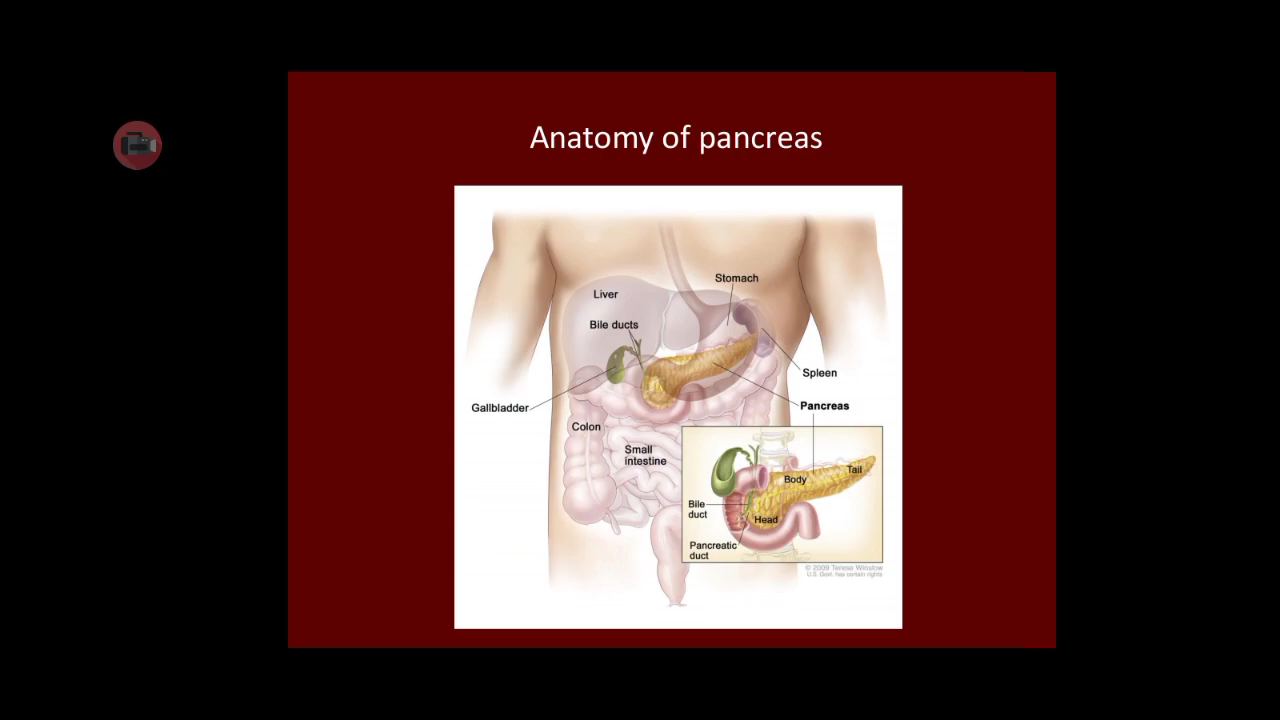 Anatomy of pancreas
Stomach
Liver
Bile ducts
Spleen
Pancreas
Gallbladder
Colon
Small
intestine
Tail
Body
Bile
duct
Head
Pancreatic
duct
© 2009 Terese Winslow
U.S. Govt. has certain rights